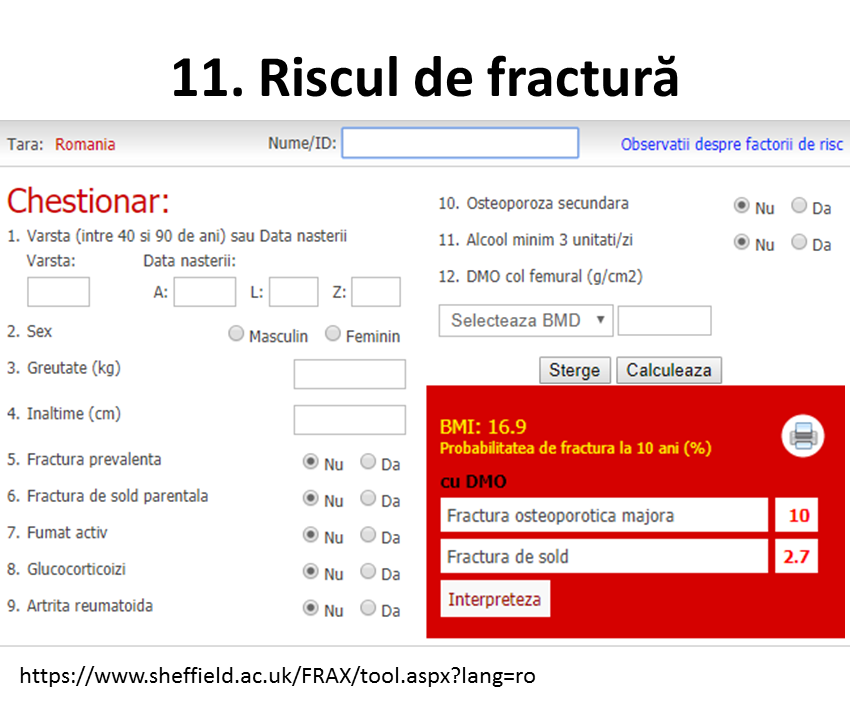 11. Riscul de fractură
Tara: Romania Nume/ID: Observatii despre factorii de risc
Chestionar:
1. Varsta (intre 40 si 90 de ani) sau Data nasterii
Varsta: Data nasterii:
A: L: Z:
2. Sex Masculin Feminin
3. Greutate (kg)
4. Inaltime (cm)
5. Fractura prevalenta Nu Da
6. Fractura de sold parentala Nu Da
7. Fumat activ Nu Da
8. Glucocorticoizi Nu Da
9. Artrita reumatoida Nu Da
10. Osteoporoza secundara Nu Da
11. Alcool minim 3 unitati/zi Nu Da
12. DMO col femural (g/cm2)
Selecteaza BMD
Sterge Calculeaza
BMI: 16.9
Probabilitatea de fractura la 10 ani (%)
cu DMO
Fractura osteoporotica majora 10
Fractura de sold 2.7
Interpreteza
https://www.sheffield.ac.uk/FRAX/tool.aspx?lang=ro